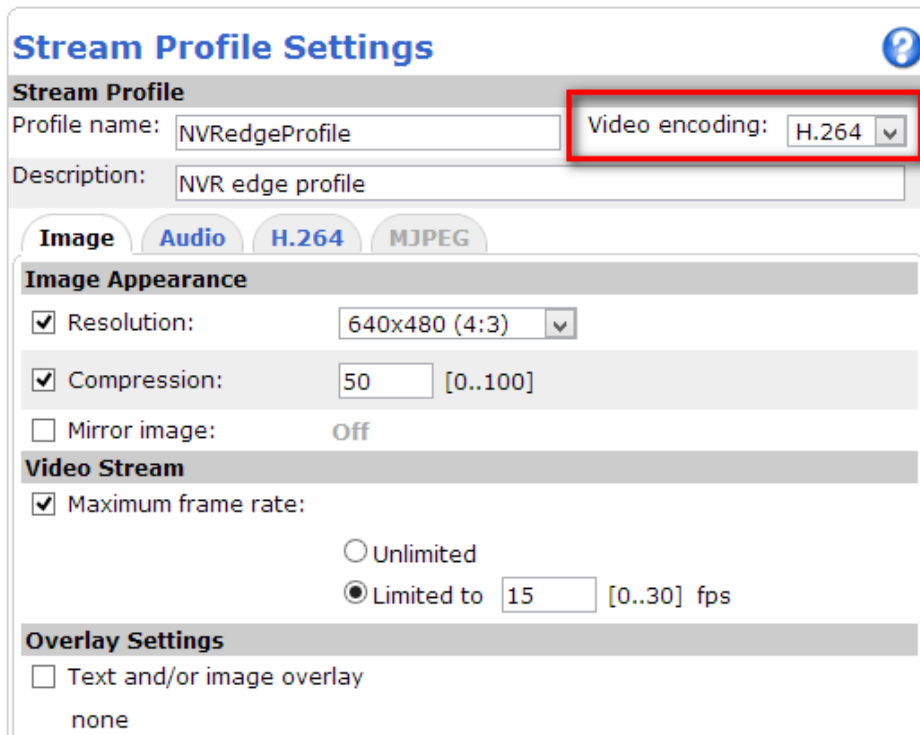 Stream Profile Settings
Stream Profile
Profile name: NVRedgeProfile Video encoding: H.264
Description: NVR edge profile
Image Audio H.264 MJPEG
Image Appearance
Resolution: 640x480 (4:3)
Compression: 50 [0..100]
Mirror image: Off
Video Stream
Maximum frame rate:
Unlimited
Limited to 15 [0..30] fps
Overlay Settings
Text and/or image overlay
none